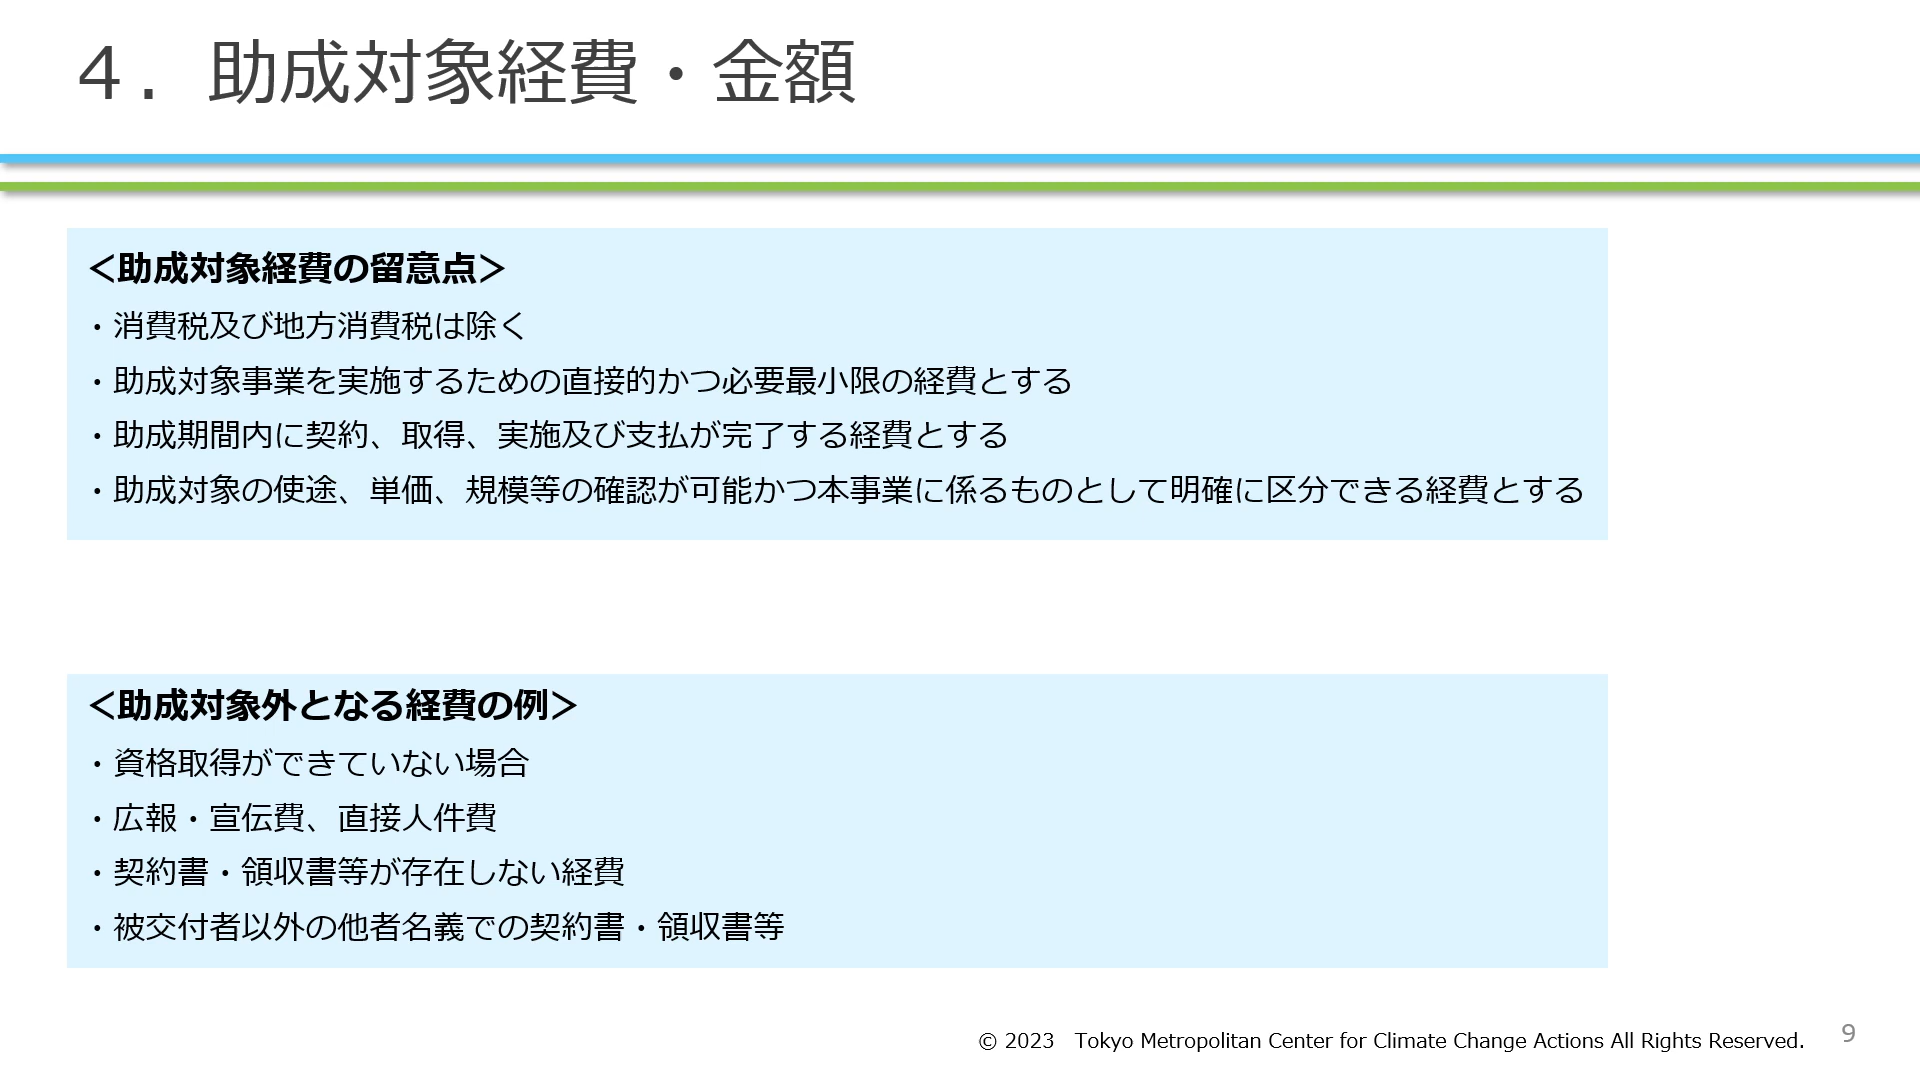 ４．助成対象経費・金額
＜助成対象経費の留意点＞
・消費税及び地方消費税は除く
・助成対象事業を実施するための直接的かつ必要最小限の経費とする
・助成期間内に契約、取得、実施及び支払が完了する経費とする
・助成対象の使途、単価、規模等の確認が可能かつ本事業に係るものとして明確に区分できる経費とする
＜助成対象外となる経費の例＞
・資格取得ができていない場合
・広報・宣伝費、直接人件費
・契約書・領収書等が存在しない経費
・被交付者以外の他者名義での契約書・領収書等
© 2023　Tokyo Metropolitan Center for Climate Change Actions All Rights Reserved.
9